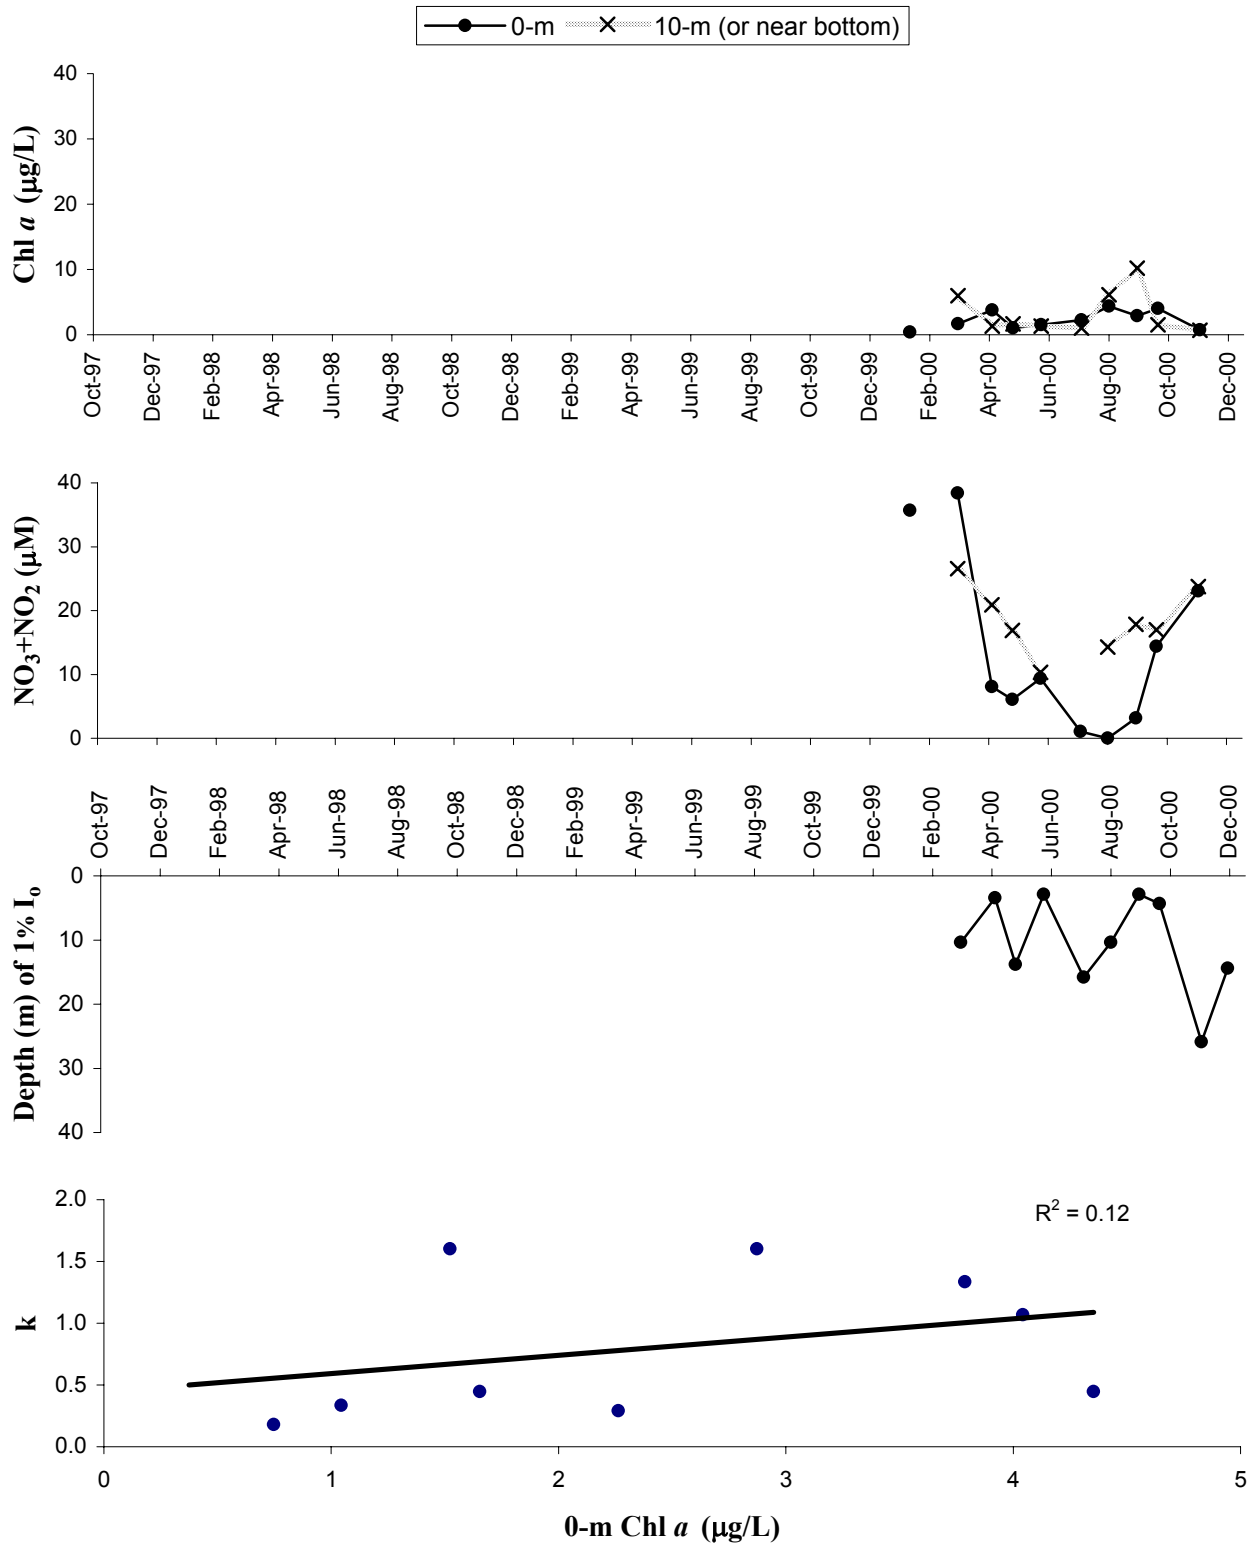 0-m 10-m (or near bottom)
Chl a (µg/L)
40
30
20
10
0
Oct-97 Dec-97 Feb-98 Apr-98 Jun-98 Aug-98 Oct-98 Dec-98 Feb-99 Apr-99 Jun-99 Aug-99 Oct-99 Dec-99 Feb-00 Apr-00 Jun-00 Aug-00 Oct-00 Dec-00
NO3+NO2 (µM)
40
30
20
10
0
Oct-97 Dec-97 Feb-98 Apr-98 Jun-98 Aug-98 Oct-98 Dec-98 Feb-99 Apr-99 Jun-99 Aug-99 Oct-99 Dec-99 Feb-00 Apr-00 Jun-00 Aug-00 Oct-00 Dec-00
Depth (m) of 1% Io
0
10
20
30
40
k
2.0
1.5
1.0
0.5
0.0
R2 = 0.12
0 1 2 3 4 5
0-m Chl a (µg/L)